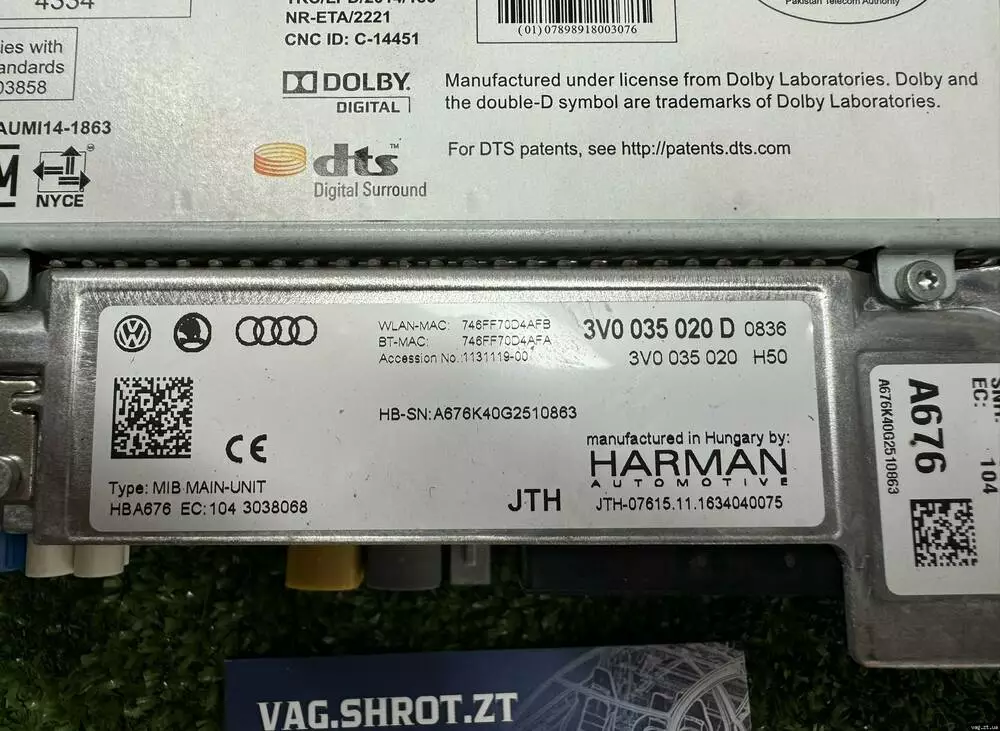 4334
ies with
andards
03858
AUMI14-1863
NYCE
NR-ETA/2221
CNC ID: C-14451
(01)07898918003076
Pakistan Telecom Authority
DOLBY.
DIGITAL
Manufactured under license from Dolby Laboratories. Dolby and
the double-D symbol are trademarks of Dolby Laboratories.
dts™
Digital Surround
For DTS patents, see http://patents.dts.com
WLAN-MAC: 746FF70D4AFB
BT-MAC: 746FF70D4AFA
Accession No.:1131119-00
3V0 035 020 D 0836
3V0 035 020 H50
HB-SN:A676K40G2510863
CE
Type: MIB MAIN-UNIT
HBA676 EC:104 3038068
JTH
manufactured in Hungary by:
HARMAN
AUTOMOTIVE
JTH-07615.11.1634040075
A676K40G2510863
A676
EC: 104
VAG.SHROT.ZT
vag.zt.ua